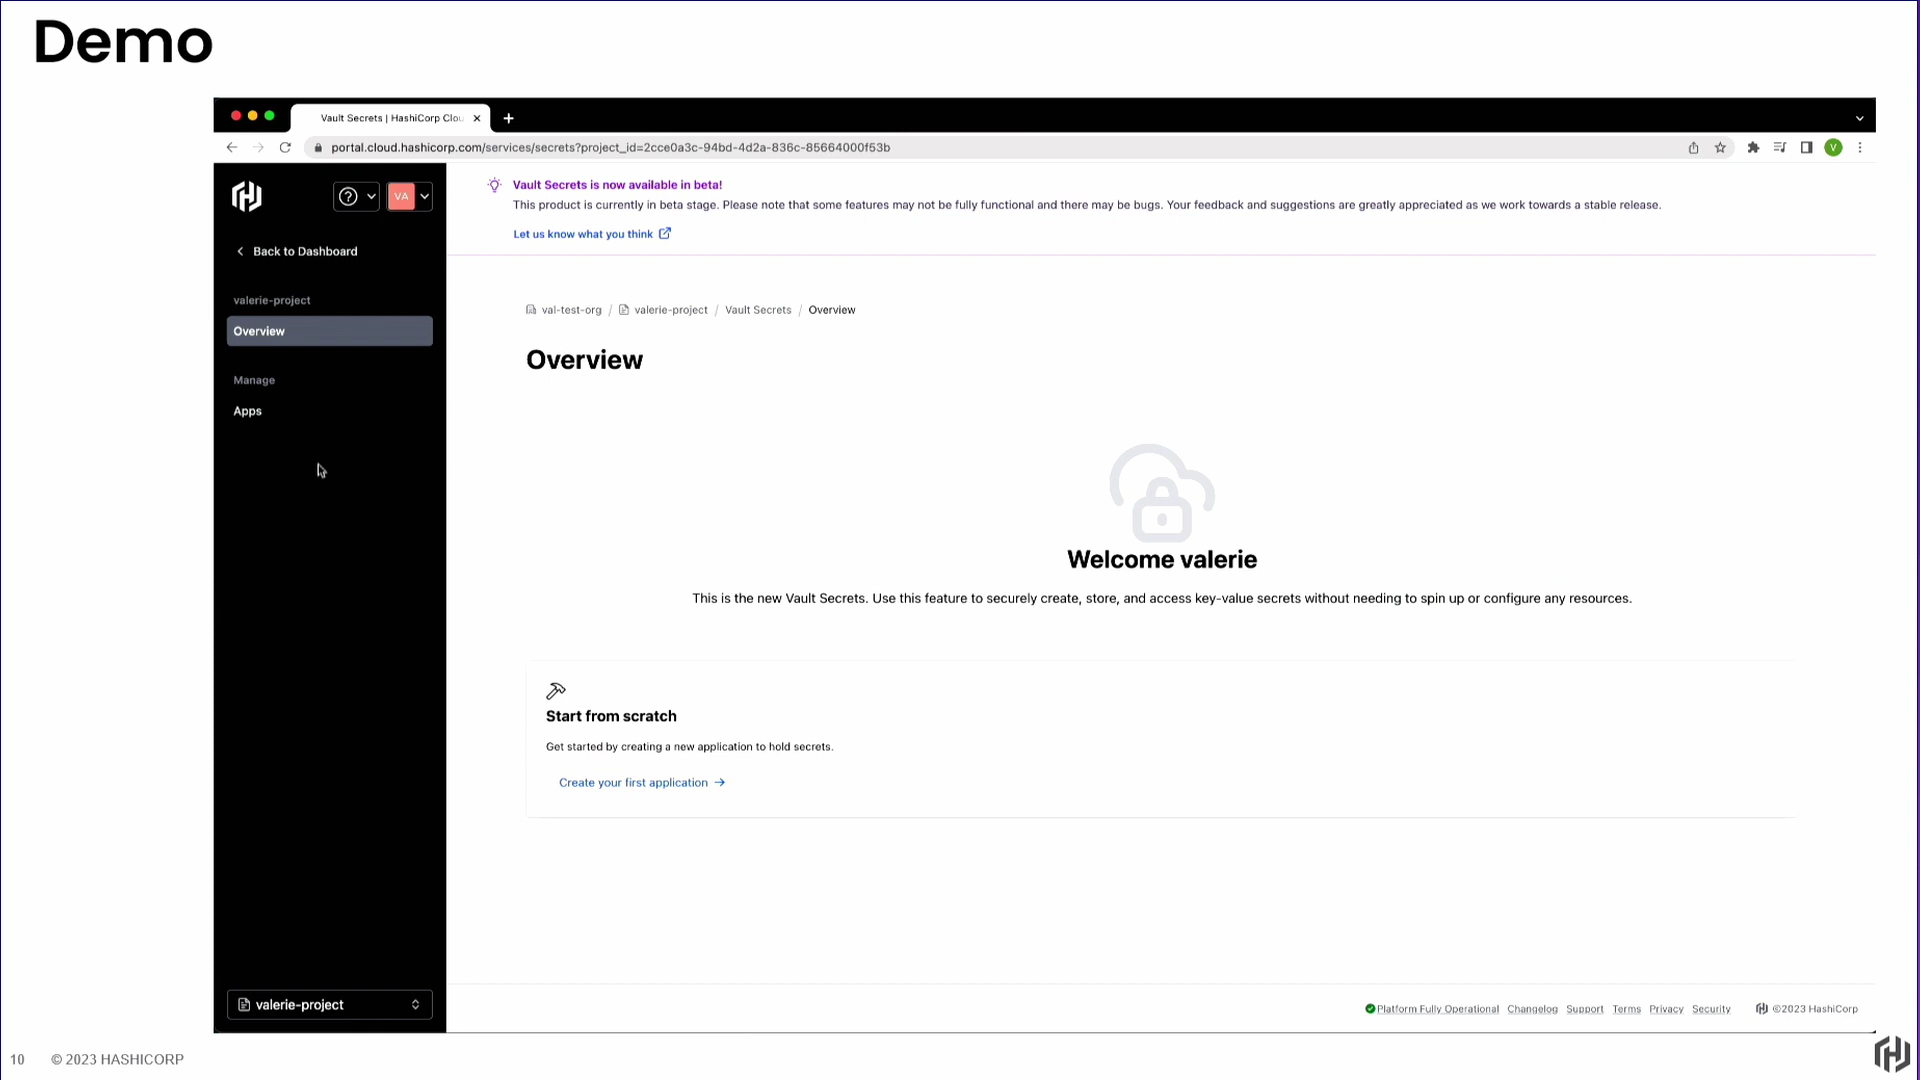 Demo
Vault Secrets | HashiCorp Clou
portal.cloud.hashicorp.com/services/secrets?project_id=2cce0a3c-94bd-4d2a-836c-85664000f53b
V
VA
Vault Secrets is now available in beta!
This product is currently in beta stage. Please note that some features may not be fully functional and there may be bugs. Your feedback and suggestions are greatly appreciated as we work towards a stable release.
Let us know what you think
Back to Dashboard
valerie-project
Overview
Manage
Apps
val-test-org / valerie-project / Vault Secrets / Overview
Overview
Welcome valerie
This is the new Vault Secrets. Use this feature to securely create, store, and access key-value secrets without needing to spin up or configure any resources.
Start from scratch
Get started by creating a new application to hold secrets.
Create your first application
valerie-project
Platform Fully Operational Changelog Support Terms Privacy Security ©2023 HashiCorp
10 © 2023 HASHICORP